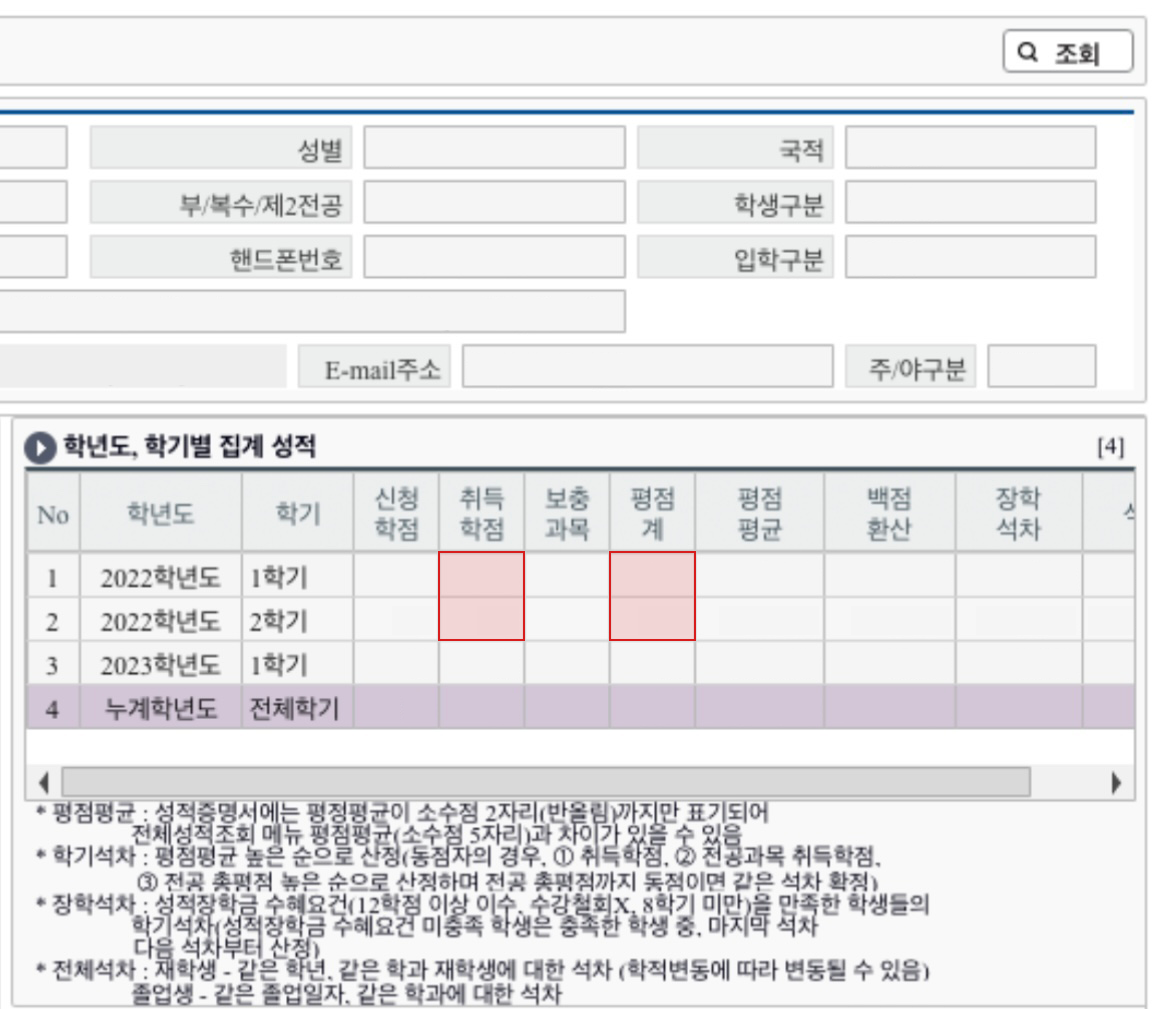 조회
성별 국적
부/복수/제2전공 학생구분
핸드폰번호 입학구분
E-mail주소 주/야구분
학년도, 학기별 집계 성적 [4]
No 학년도 학기 신청학점 취득학점 보충과목 평점계 평점평균 백점환산 장학석차
1 2022학년도 1학기
2 2022학년도 2학기
3 2023학년도 1학기
4 누계학년도 전체학기
* 평점평균 : 성적증명서에는 평점평균이 소수점 2자리(반올림)까지만 표기되어
전체성적조회 메뉴 평점평균(소수점 5자리)과 차이가 있을 수 있음
* 학기석차 : 평점평균 높은 순으로 산정(동점자의 경우, ① 취득학점, ② 전공과목 취득학점,
③ 전공 총평점 높은 순으로 산정하며 전공 총평점까지 동점이면 같은 석차 확정)
* 장학석차 : 성적장학금 수혜요건(12학점 이상 이수, 수강철회X, 8학기 미만)을 만족한 학생들의
학기석차(성적장학금 수혜요건 미충족 학생은 충족한 학생 중, 마지막 석차
다음 석차부터 산정)
* 전체석차 : 재학생 - 같은 학년, 같은 학과 재학생에 대한 석차 (학적변동에 따라 변동될 수 있음)
졸업생 - 같은 졸업일자, 같은 학과에 대한 석차